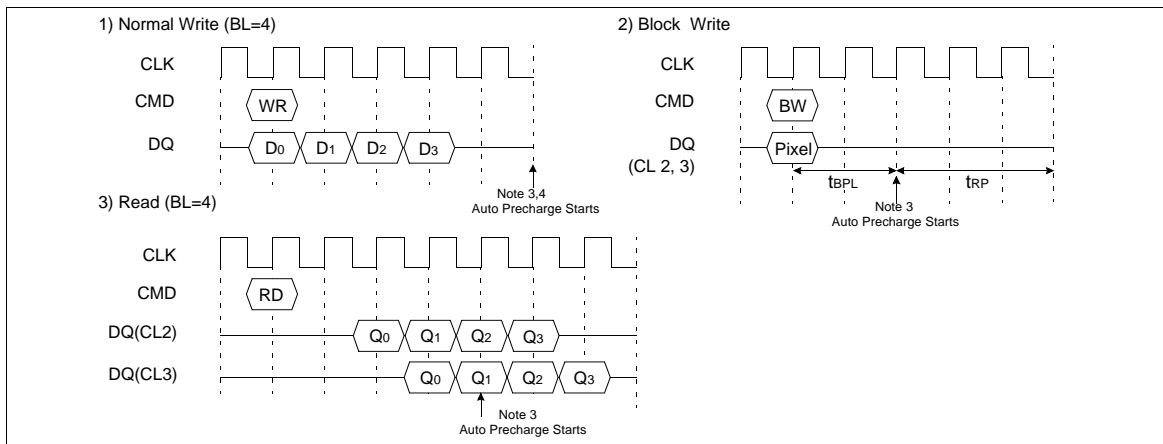 1) Normal Write (BL=4)
CLK
CMD
WR
DQ
D0 D1 D2 D3
Note 3,4
Auto Precharge Starts
2) Block Write
CLK
CMD
BW
DQ
(CL 2, 3)
Pixel
tBPL
tRP
Note 3
Auto Precharge Starts
3) Read (BL=4)
CLK
CMD
RD
DQ(CL2)
Q0 Q1 Q2 Q3
DQ(CL3)
Q0 Q1 Q2 Q3
Note 3
Auto Precharge Starts